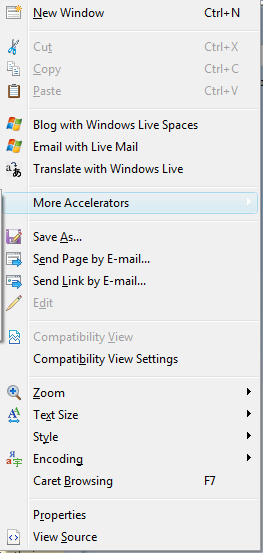 New Window Ctrl+N
Cut Ctrl+X
Copy Ctrl+C
Paste Ctrl+V
Blog with Windows Live Spaces
Email with Live Mail
Translate with Windows Live
More Accelerators
Save As...
Send Page by E-mail...
Send Link by E-mail...
Edit
Compatibility View
Compatibility View Settings
Zoom
Text Size
Style
Encoding
Caret Browsing F7
Properties
View Source